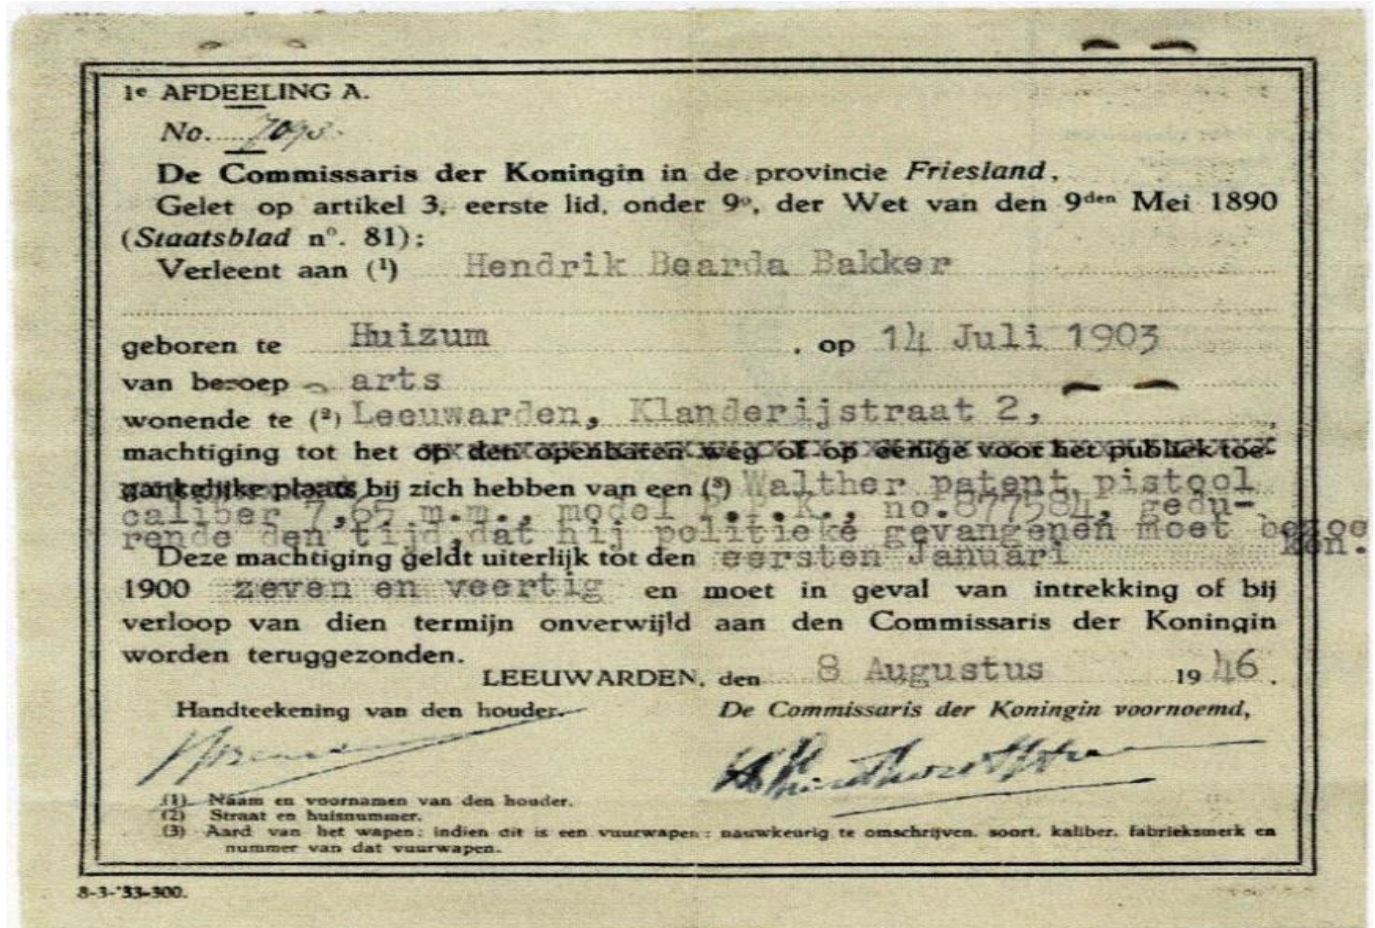 1e AFDEELING A.
No. 7093.
De Commissaris der Koningin in de provincie Friesland,
Gelet op artikel 3, eerste lid, onder 9o, der Wet van den 9den Mei 1890
(Staatsblad no. 81);
Verleent aan (1) Hendrik Bearda Bakker
geboren te Huizum , op 14 Juli 1903
van beroep arts
wonende te (2) Leeuwarden, Klanderijstraat 2, ,
machtiging tot het op den openbaren weg of op eenige voor het publiek toe-
gankelijke plaats bij zich hebben van een (3) Walther patent pistool
caliber 7,65 m.m., model P.P.K., no.877584, gedu-
rende den tijd,dat hij politieke gevangenen moet bezoe
ken.
Deze machtiging geldt uiterlijk tot den eersten Januari
1900 zeven en veertig en moet in geval van intrekking of bij
verloop van dien termijn onverwijld aan den Commissaris der Koningin
worden teruggezonden.
LEEUWARDEN, den 8 Augustus 1946.
Handteekening van den houder. De Commissaris der Koningin voornoemd,
(1) Naam en voornamen van den houder.
(2) Straat en huisnummer.
(3) Aard van het wapen; indien dit is een vuurwapen: nauwkeurig te omschrijven, soort, kaliber, fabrieksmerk en
nummer van dat vuurwapen.
8-3-'33-300.